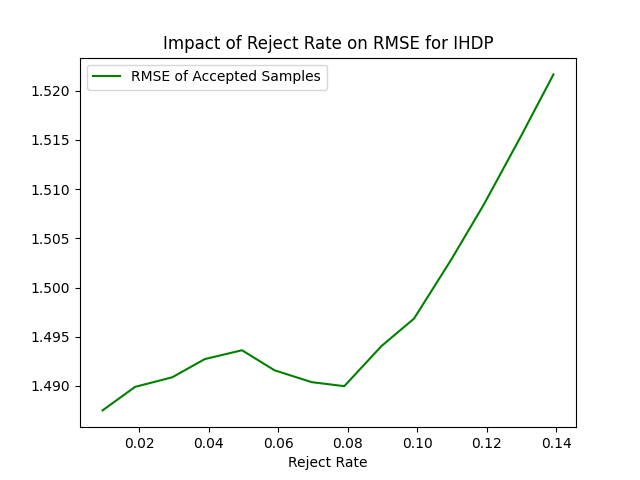 Impact of Reject Rate on RMSE for IHDP
RMSE of Accepted Samples
1.520
1.515
1.510
1.505
1.500
1.495
1.490
0.02 0.04 0.06 0.08 0.10 0.12 0.14
Reject Rate